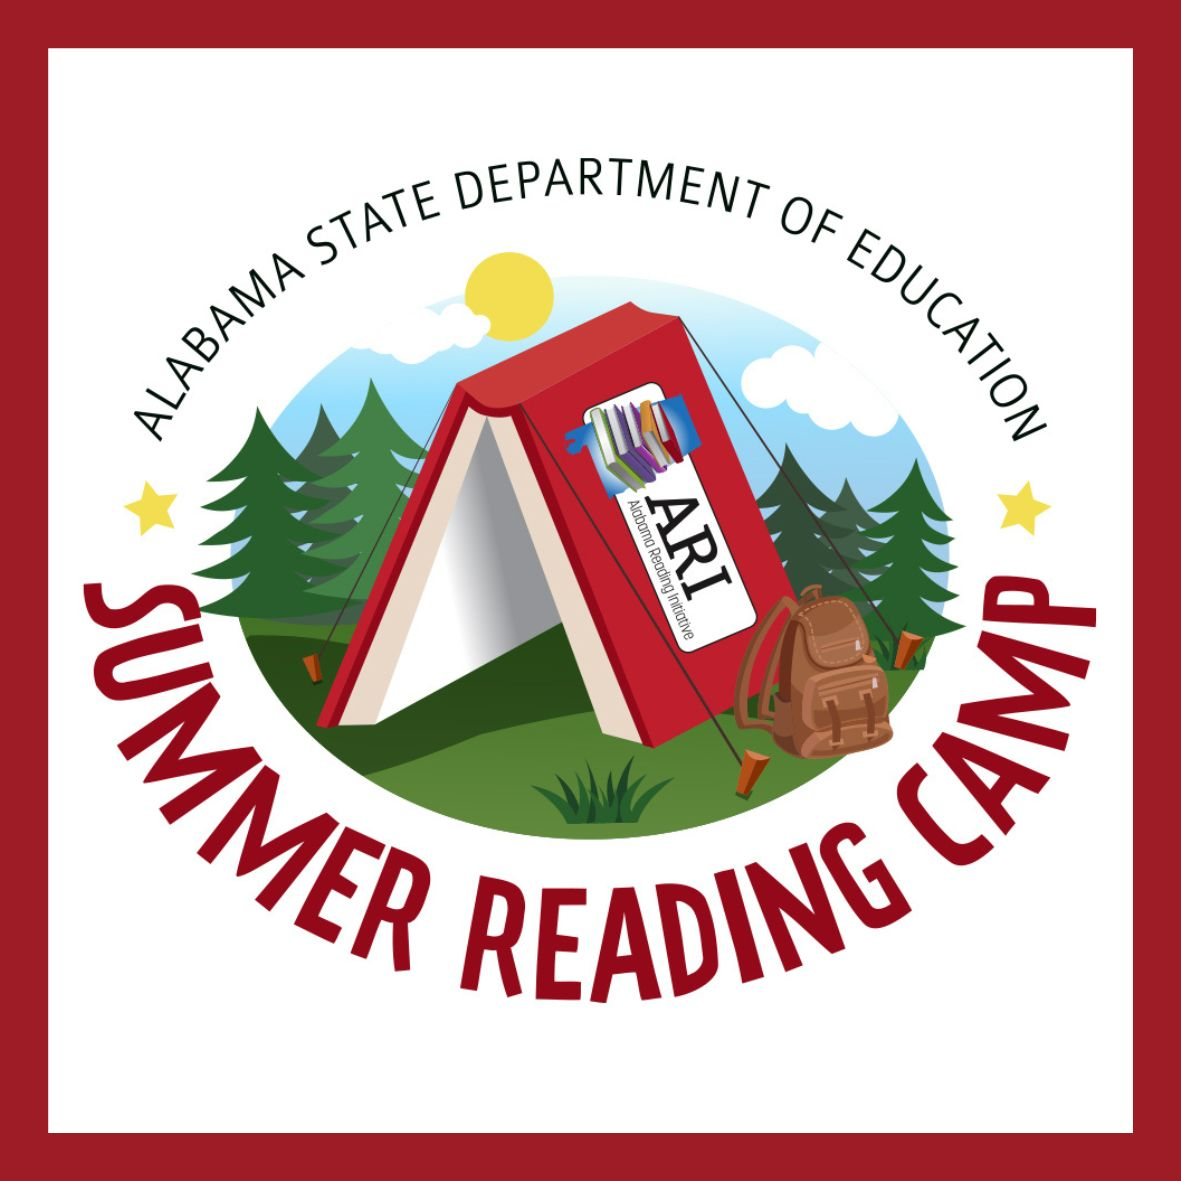 ALABAMA STATE DEPARTMENT OF EDUCATION
ARI
Alabama Reading Initiative
SUMMER READING CAMP